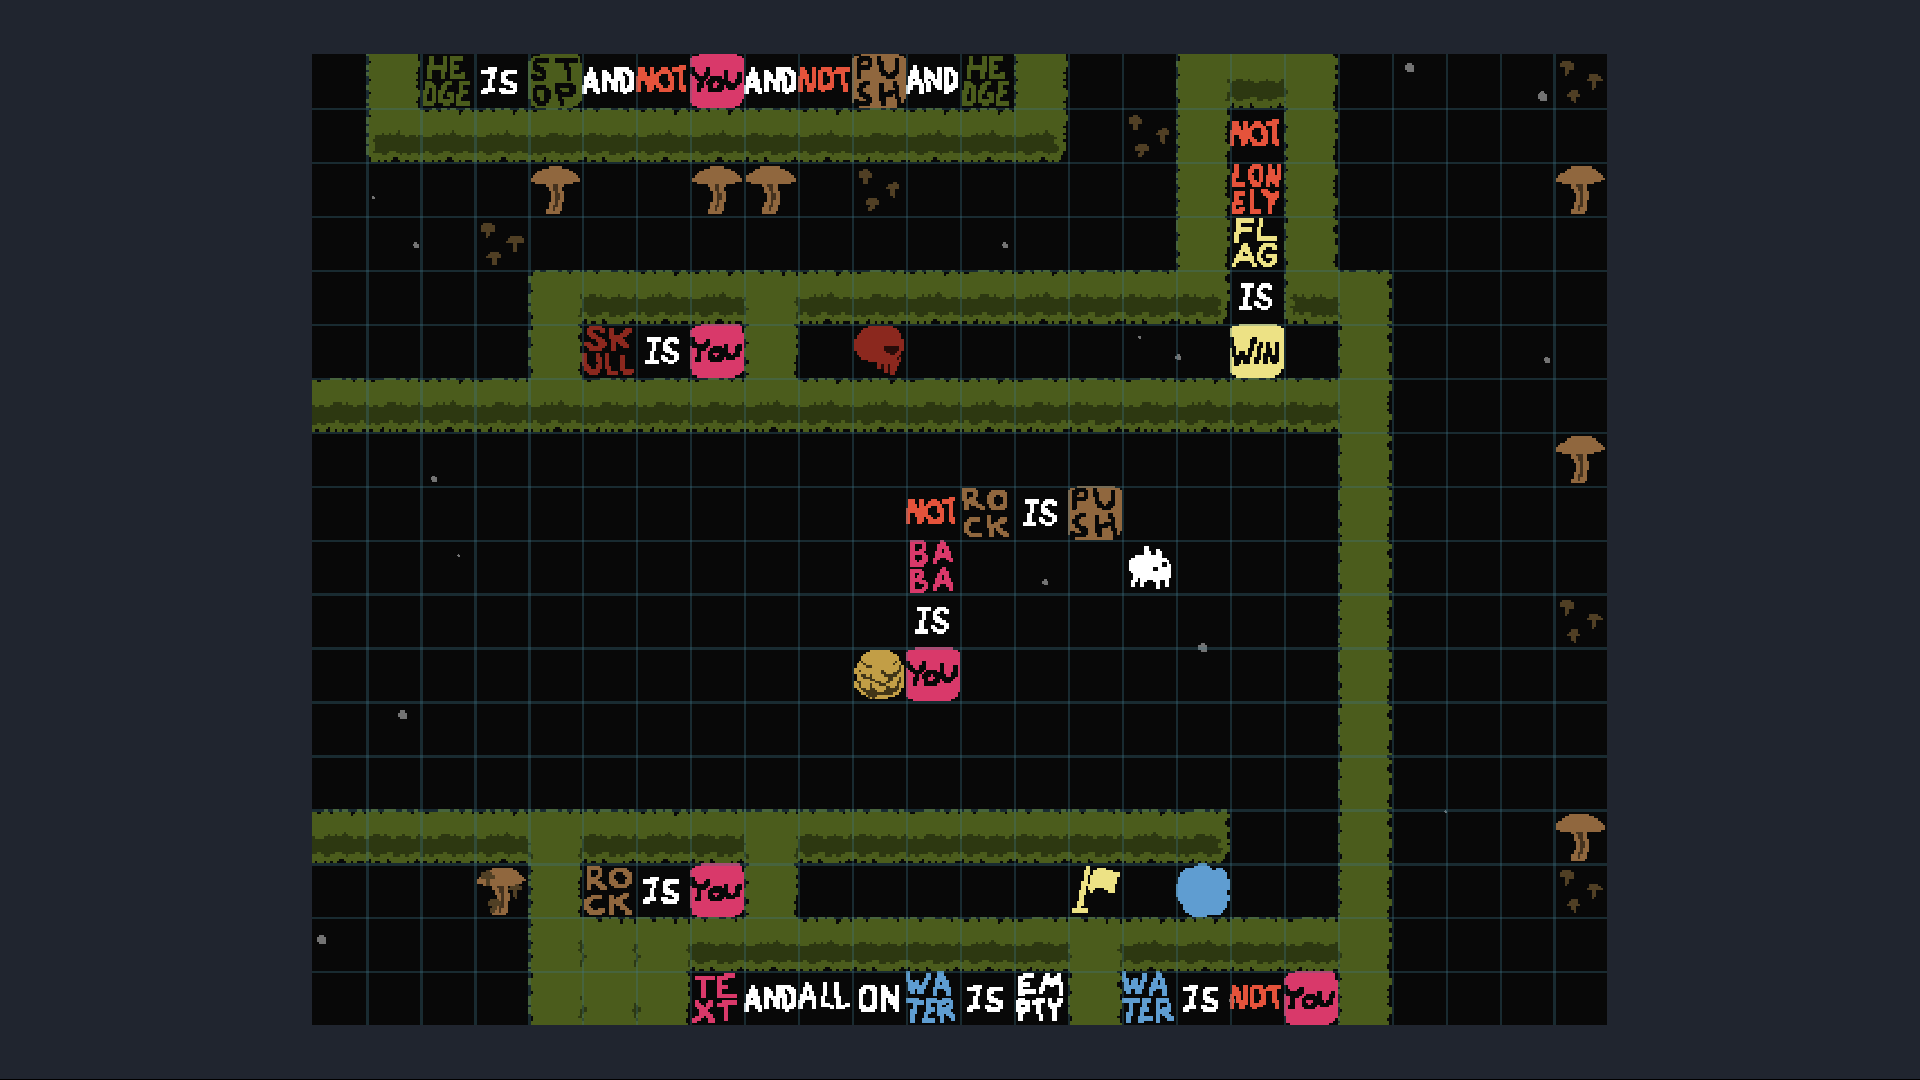 HEDGE IS STOP AND NOT YOU AND NOT PUSH AND HEDGE
NOT
LONELY
FLAG
IS
WIN
SKULL IS YOU
NOT ROCK IS PUSH
BABA
IS
YOU
ROCK IS YOU
TEXT AND ALL ON WATER IS EMPTY WATER IS NOT YOU